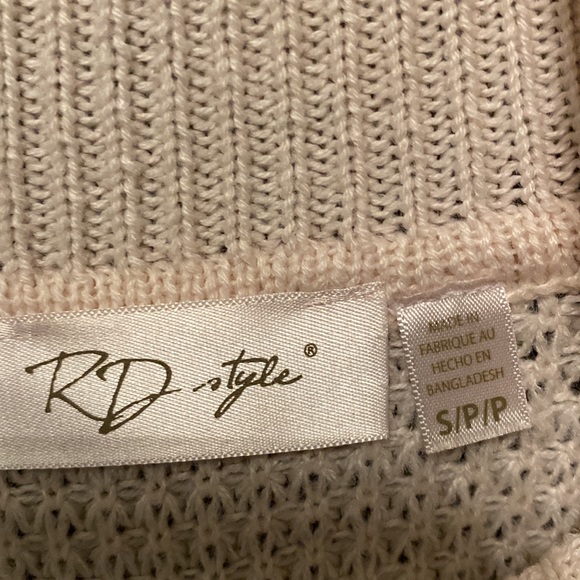 RD style®
MADE IN
FABRIQUE AU
HECHO EN
BANGLADESH
S/P/P